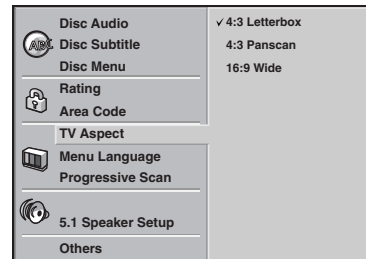 Disc Audio
Disc Subtitle
Disc Menu
Rating
Area Code
TV Aspect
Menu Language
Progressive Scan
5.1 Speaker Setup
Others
✓ 4:3 Letterbox
4:3 Panscan
16:9 Wide
ABC